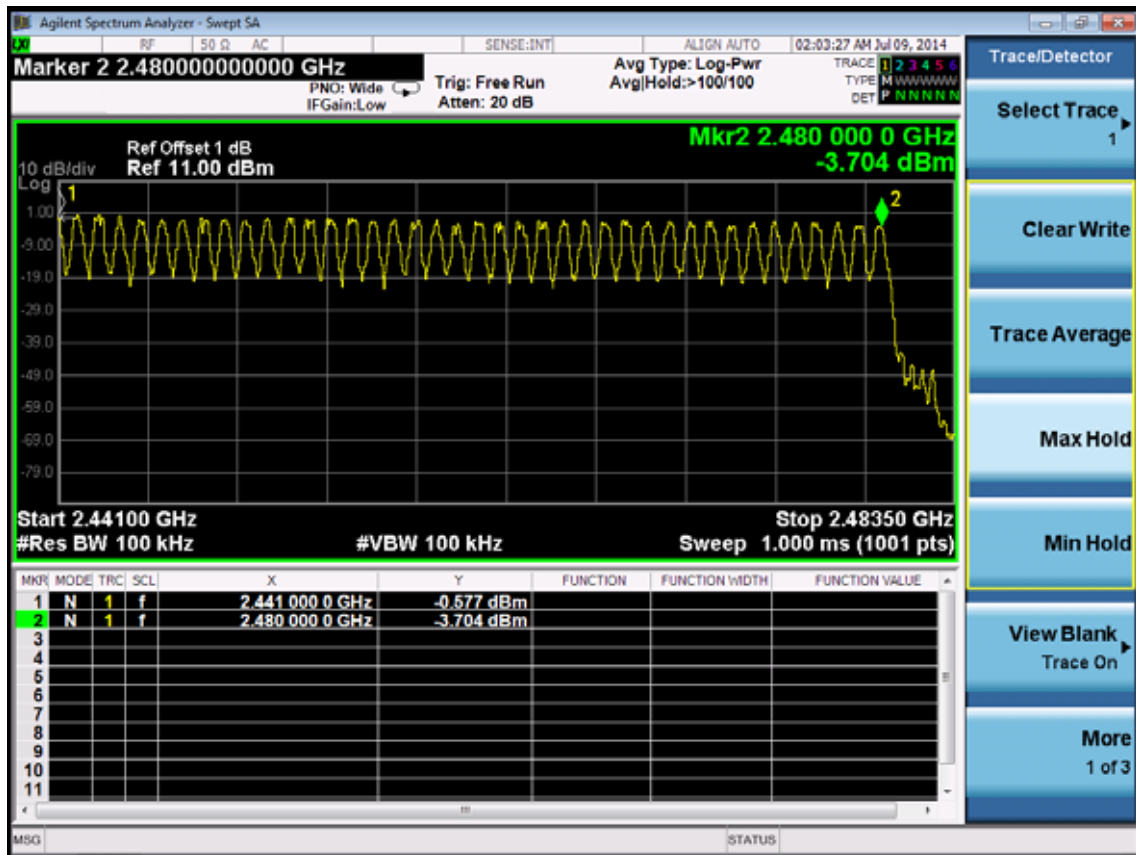 Agilent Spectrum Analyzer - Swept SA
LXI RF 50 Ω AC SENSE:INT ALIGN AUTO 02:03:27 AM Jul 09, 2014
Marker 2 2.480000000000 GHz
PNO: Wide
IFGain:Low
Trig: Free Run
Atten: 20 dB
Avg Type: Log-Pwr
Avg|Hold:>100/100
TRACE 1 2 3 4 5 6
TYPE M WWWWW
DET P N N N N N
Mkr2 2.480 000 0 GHz
-3.704 dBm
Ref Offset 1 dB
10 dB/div Ref 11.00 dBm
Log
1
2
1.00
-9.00
-19.0
-29.0
-39.0
-49.0
-59.0
-69.0
-79.0
Start 2.44100 GHz Stop 2.48350 GHz
#Res BW 100 kHz #VBW 100 kHz Sweep 1.000 ms (1001 pts)
MKR MODE TRC SCL X Y FUNCTION FUNCTION WIDTH FUNCTION VALUE
1 N 1 f 2.441 000 0 GHz -0.577 dBm
2 N 1 f 2.480 000 0 GHz -3.704 dBm
3
4
5
6
7
8
9
10
11
MSG STATUS
Trace/Detector
Select Trace
1
Clear Write
Trace Average
Max Hold
Min Hold
View Blank
Trace On
More
1 of 3